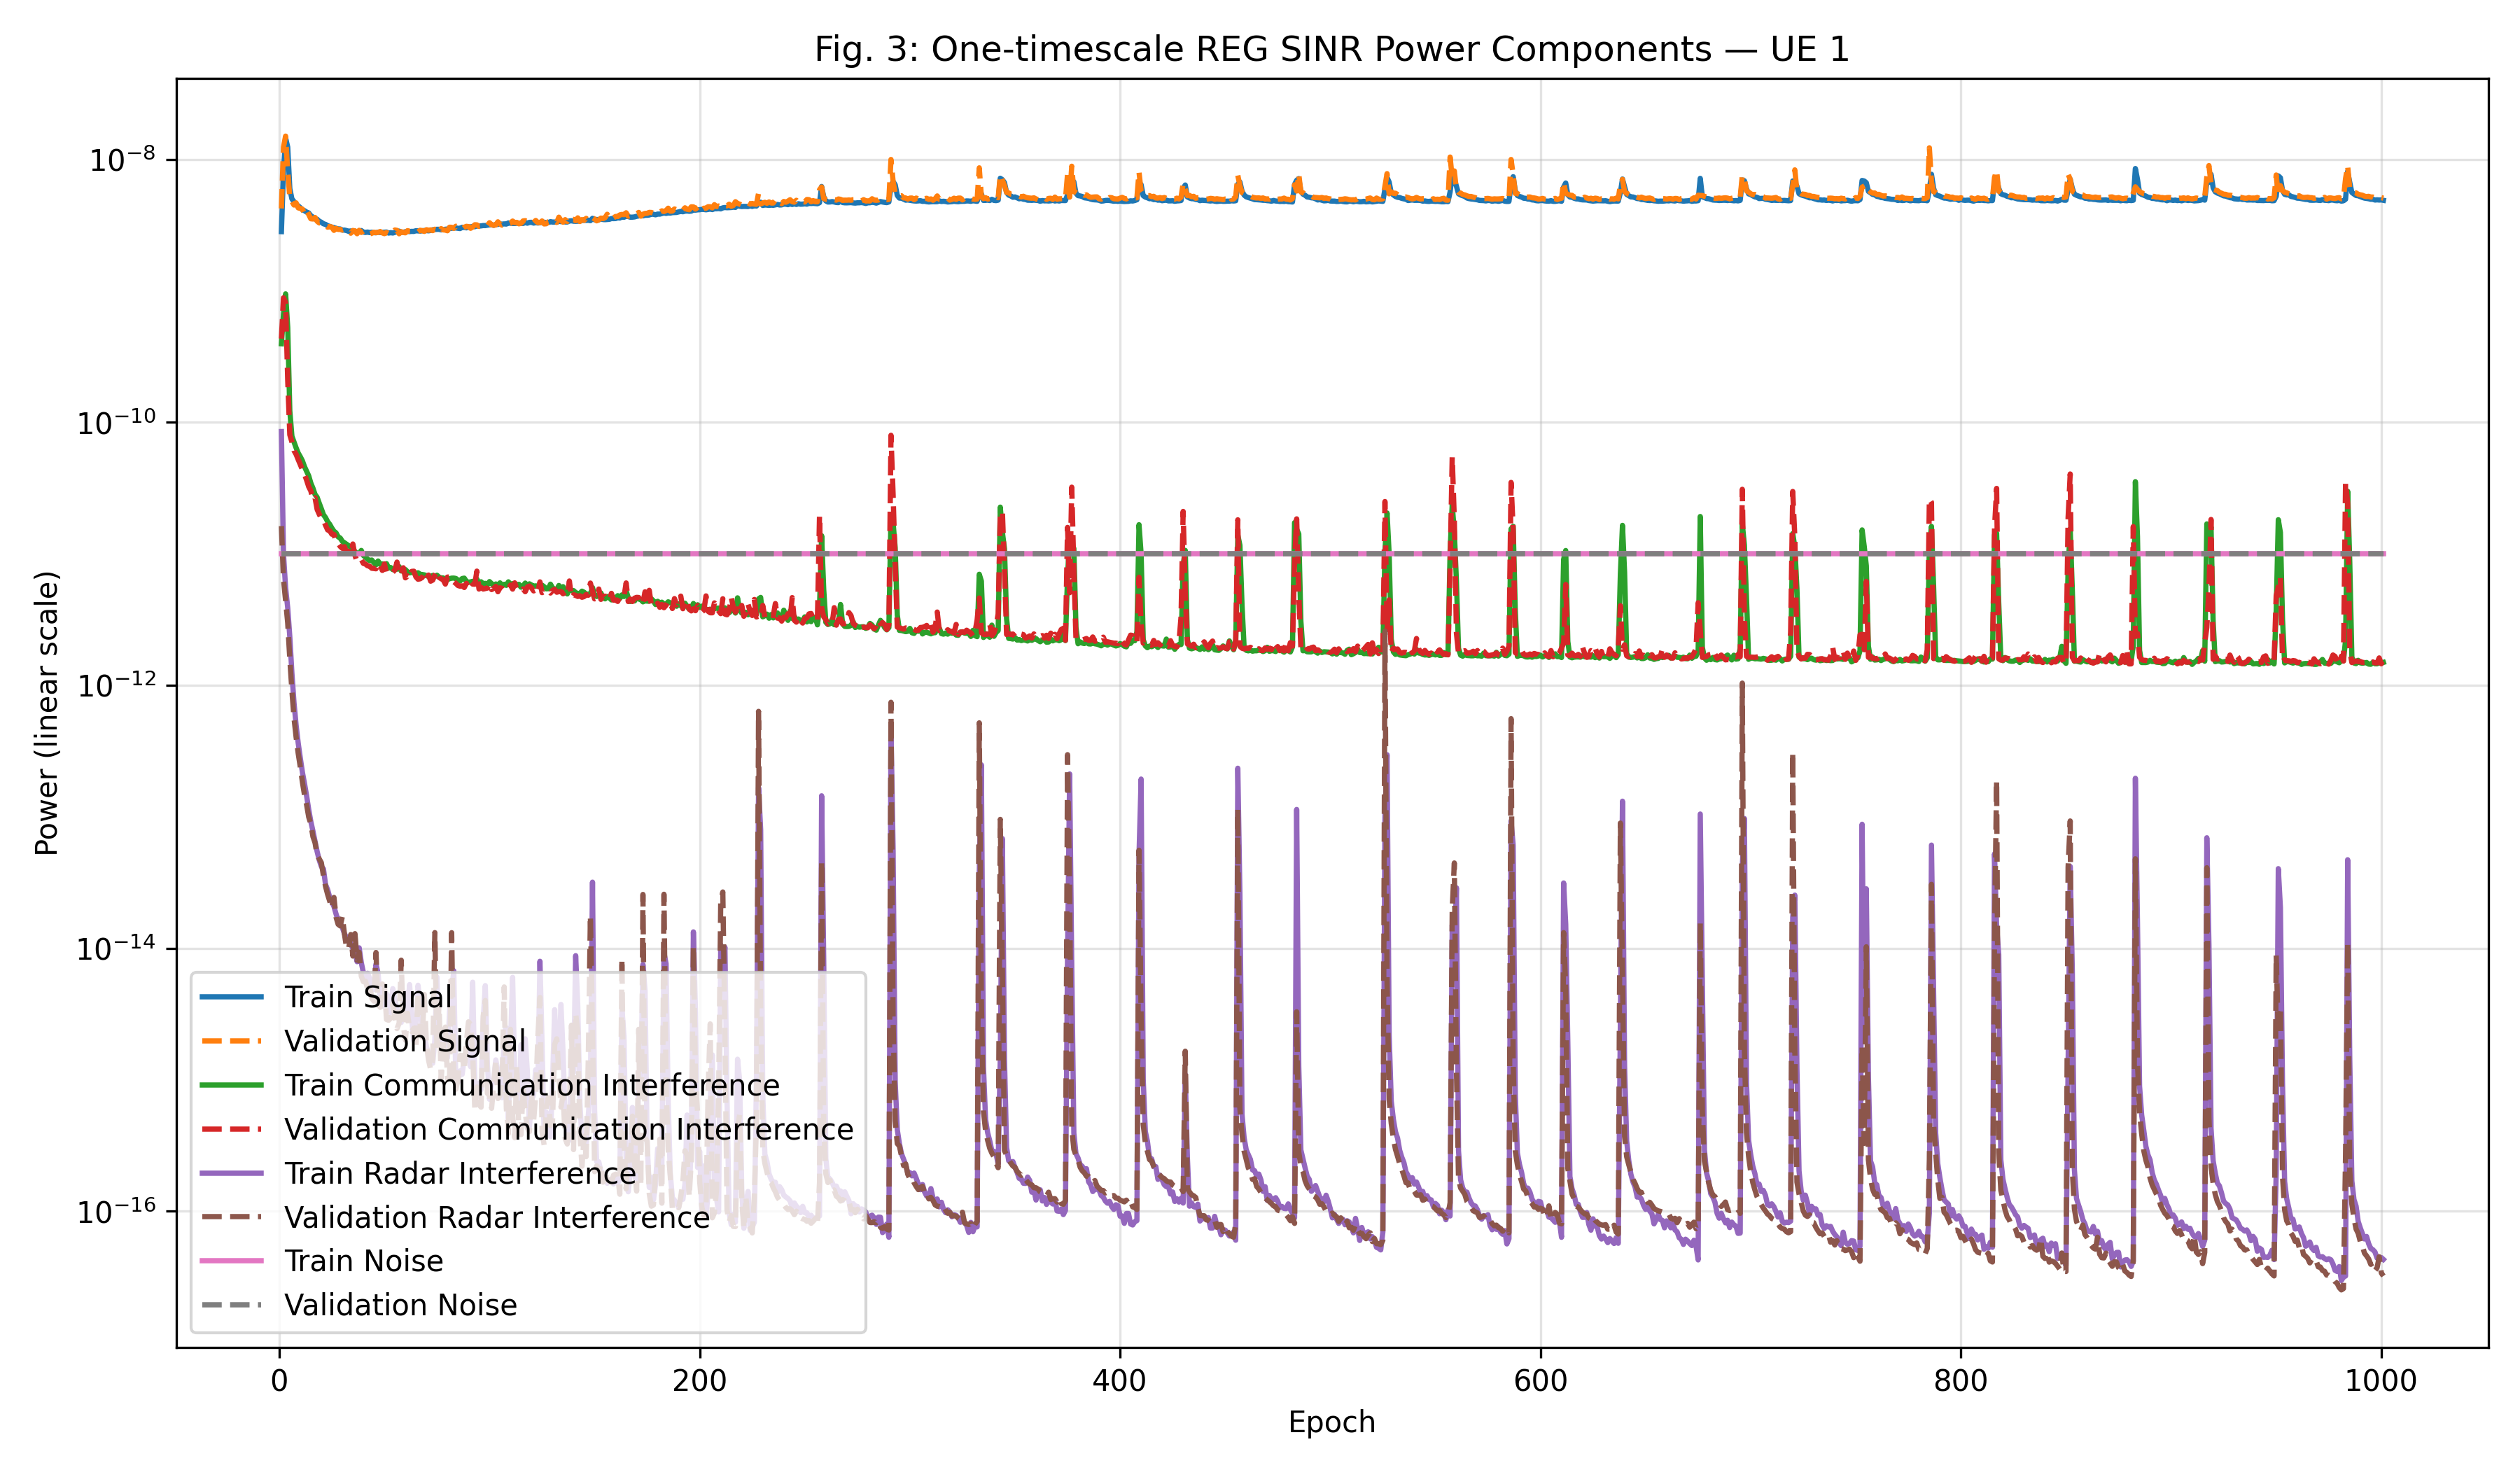 Fig. 3: One-timescale REG SINR Power Components — UE 1
Power (linear scale)
10⁻⁸
10⁻¹⁰
10⁻¹²
10⁻¹⁴
10⁻¹⁶
Train Signal
Validation Signal
Train Communication Interference
Validation Communication Interference
Train Radar Interference
Validation Radar Interference
Train Noise
Validation Noise
0 200 400 600 800 1000
Epoch